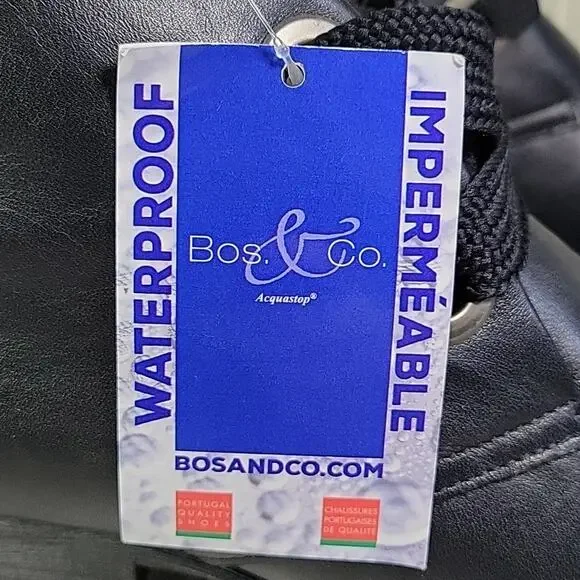 WATERPROOF
Bos. & Co.
Acquastop®
IMPERMÉABLE
BOSANDCO.COM
PORTUGAL
QUALITY
SHOES
CHAUSSURES
PORTUGAISES
DE QUALITÉ